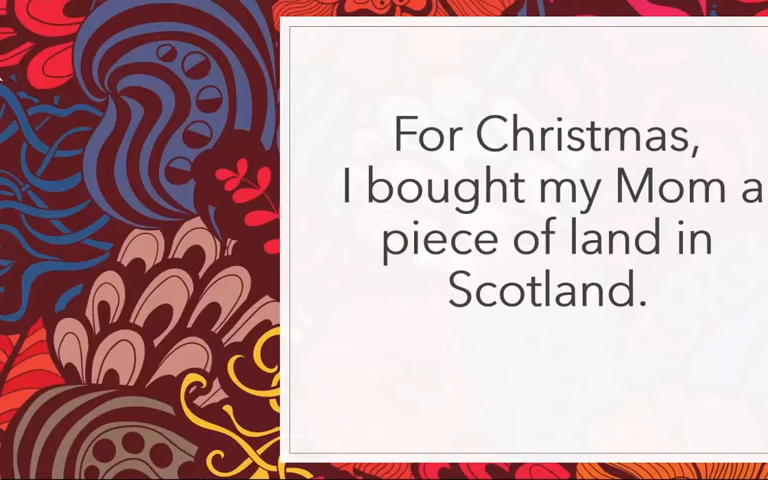 For Christmas,
I bought my Mom a
piece of land in
Scotland.